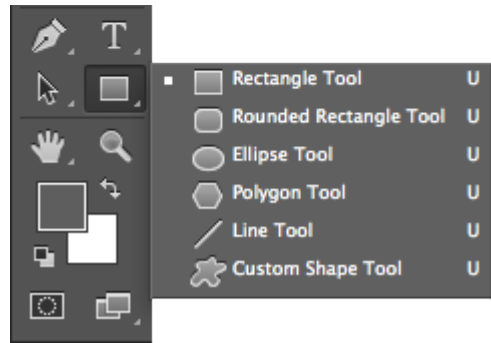 T
Rectangle Tool U
Rounded Rectangle Tool U
Ellipse Tool U
Polygon Tool U
Line Tool U
Custom Shape Tool U